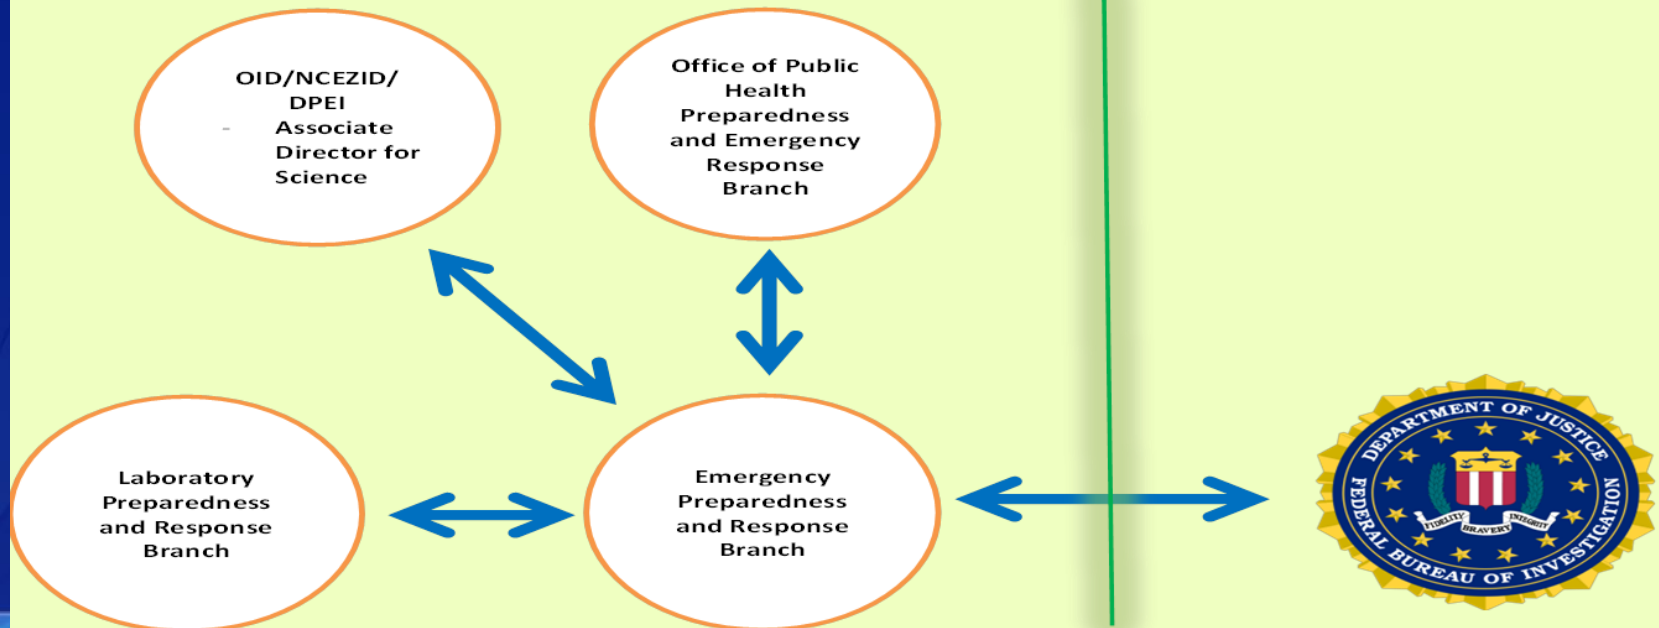 OID/NCEZID/
DPEI
- Associate
Director for
Science
Office of Public
Health
Preparedness
and Emergency
Response
Branch
Laboratory
Preparedness
and Response
Branch
Emergency
Preparedness
and Response
Branch
DEPARTMENT OF JUSTICE
FIDELITY BRAVERY INTEGRITY
FEDERAL BUREAU OF INVESTIGATION